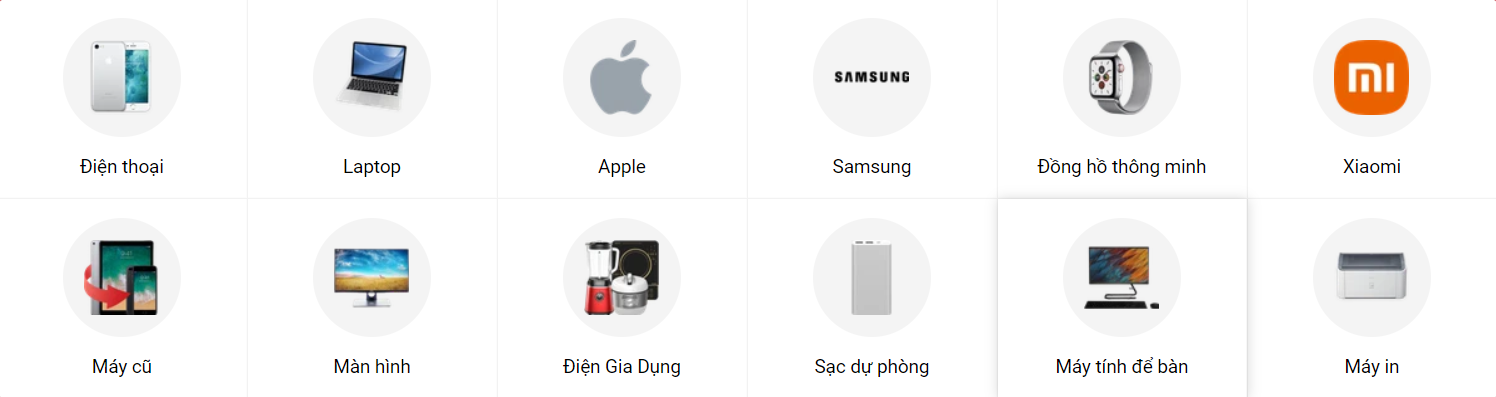 SAMSUNG
mi
Điện thoại
Laptop
Apple
Samsung
Đồng hồ thông minh
Xiaomi
Máy cũ
Màn hình
Điện Gia Dụng
Sạc dự phòng
Máy tính để bàn
Máy in